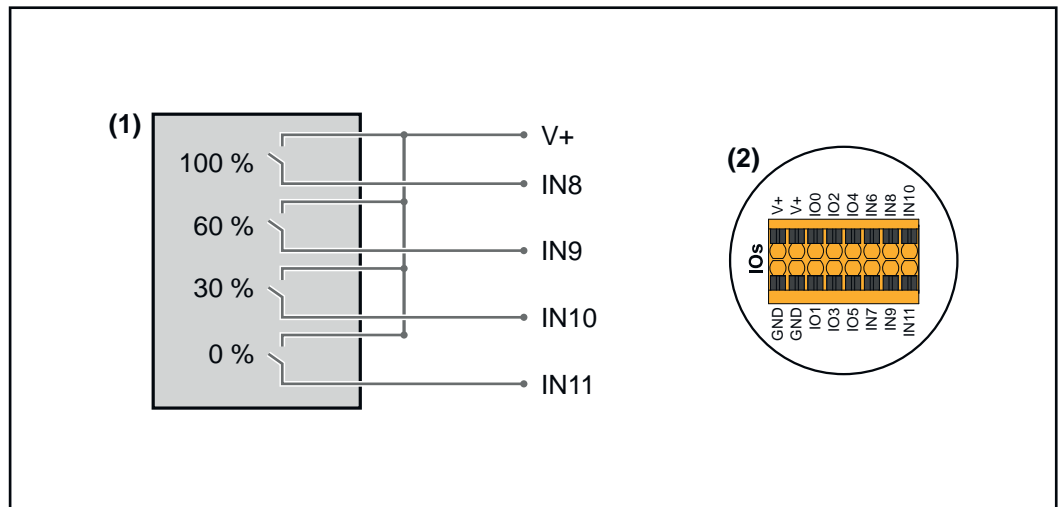 (1)
100 %
60 %
30 %
0 %
V+
IN8
IN9
IN10
IN11
(2)
V+ V+ IO0 IO2 IO4 IN6 IN8 IN10
IOs
GND GND IO1 IO3 IO5 IN7 IN9 IN11